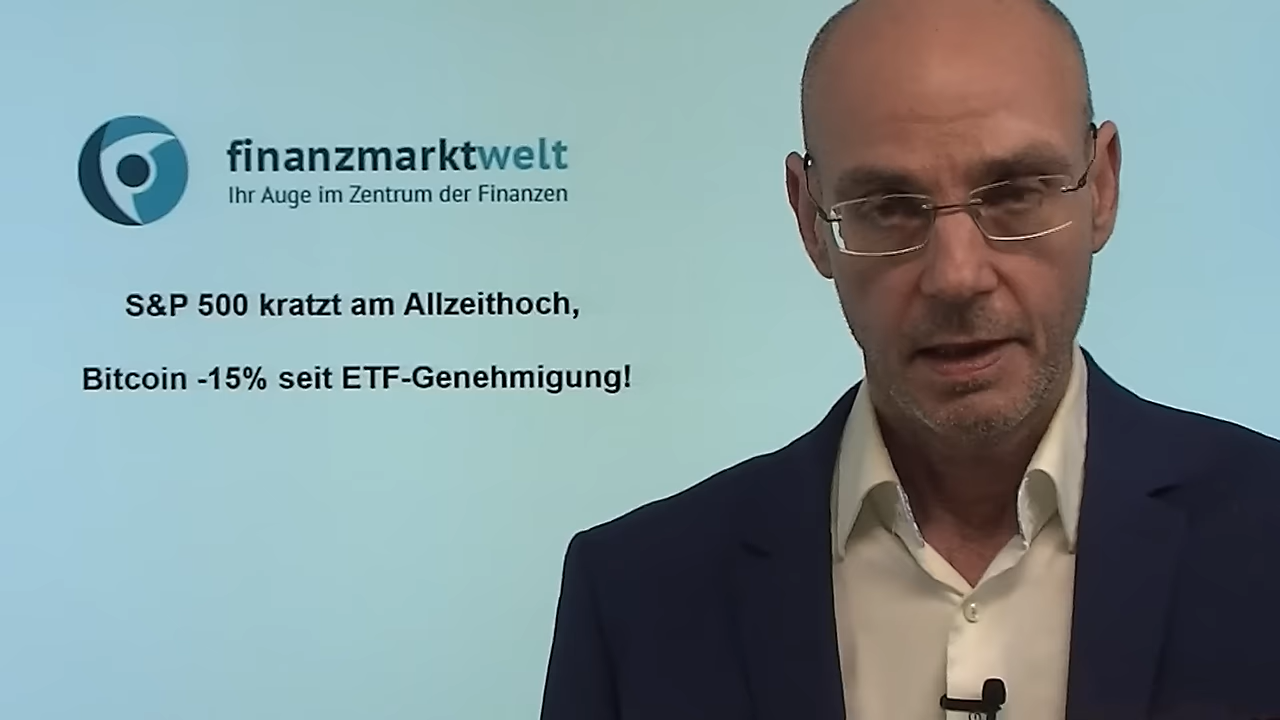 finanzmarktwelt
Ihr Auge im Zentrum der Finanzen
S&P 500 kratzt am Allzeithoch,
Bitcoin -15% seit ETF-Genehmigung!